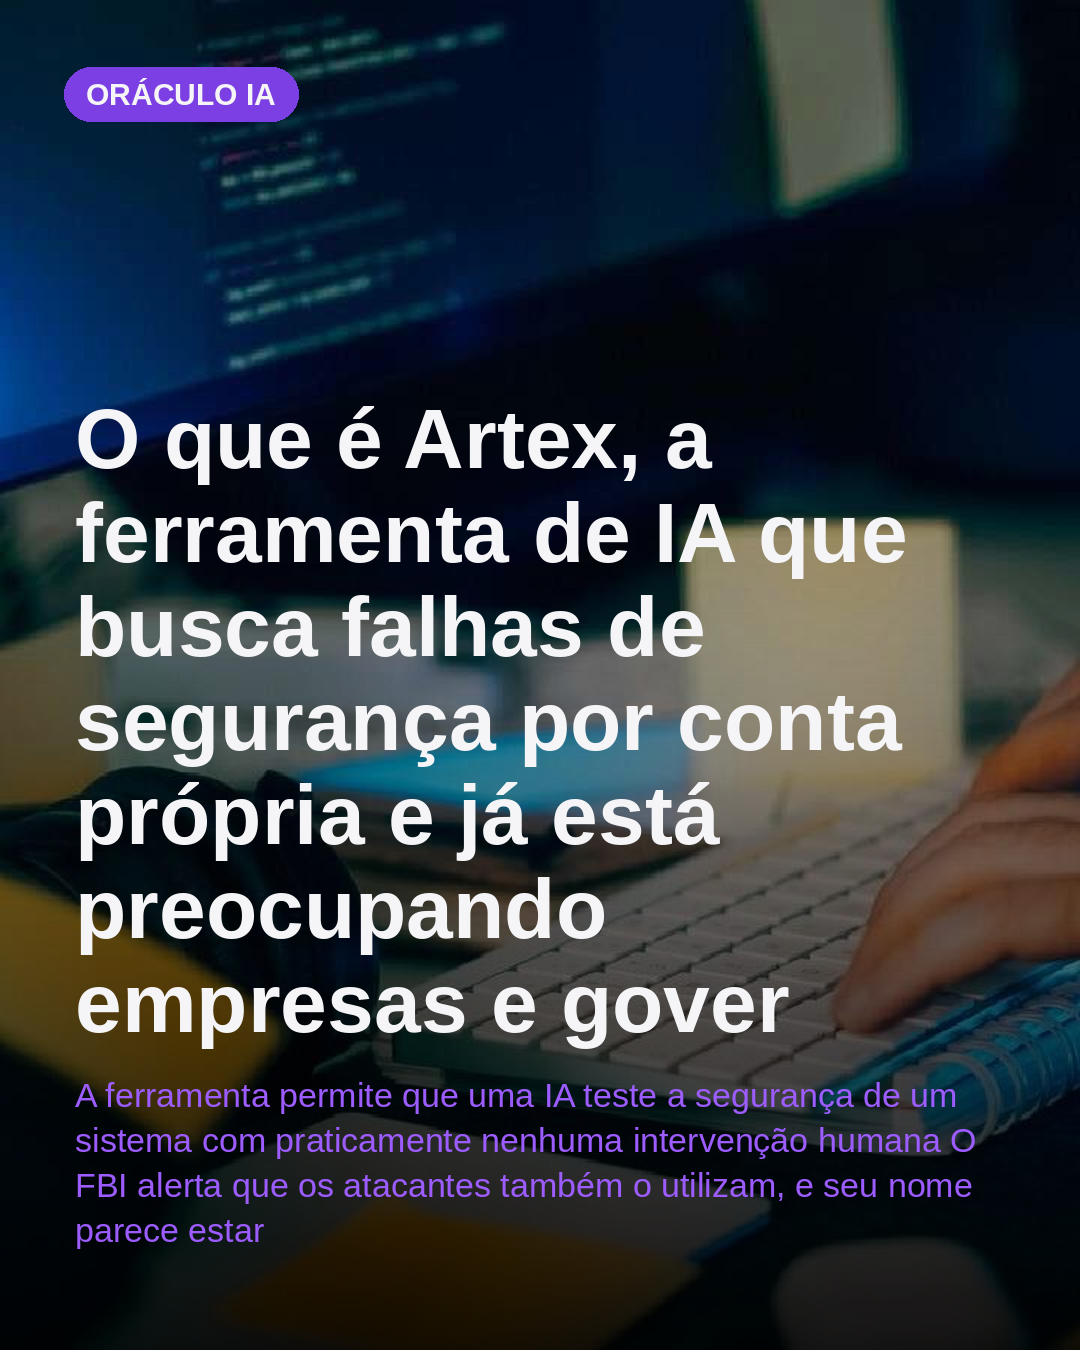 ORÁCULO IA
O que é Artex, a
ferramenta de IA que
busca falhas de
segurança por conta
própria e já está
preocupando
empresas e gover
A ferramenta permite que uma IA teste a segurança de um
sistema com praticamente nenhuma intervenção humana O
FBI alerta que os atacantes também o utilizam, e seu nome
parece estar